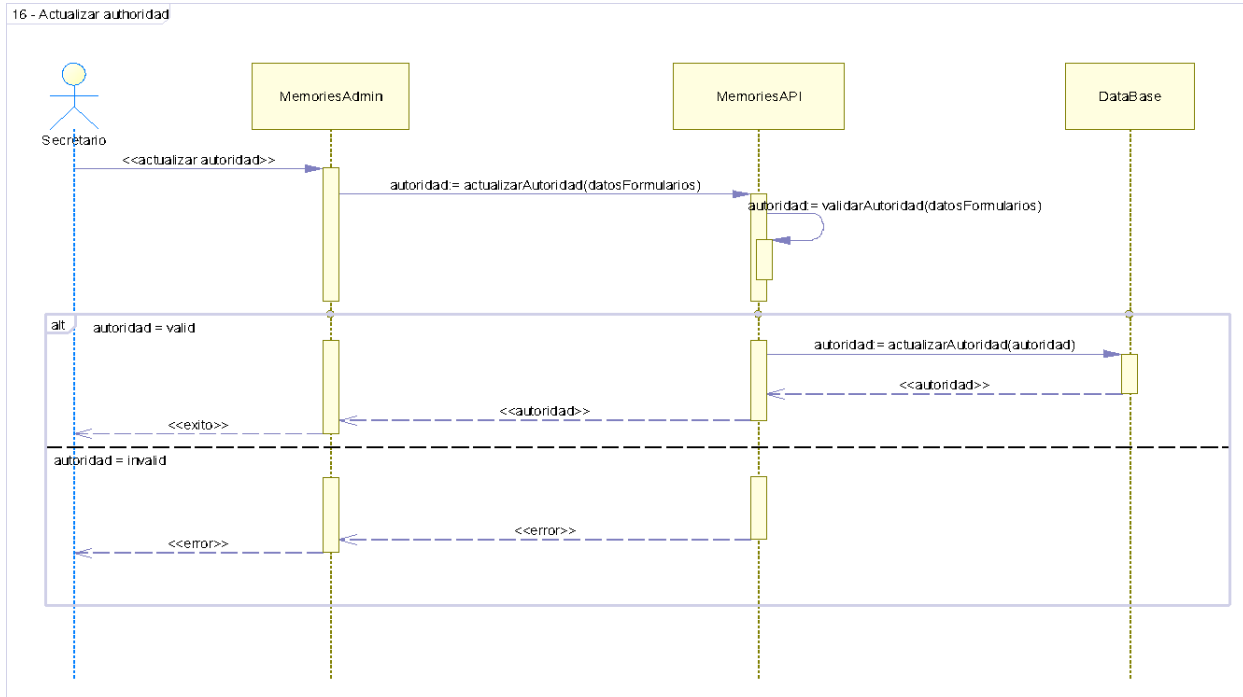 16 - Actualizar authoridad
MemoriesAdmin
MemoriesAPI
DataBase
Secretario
<<actualizar autoridad>>
autoridad:= actualizarAutoridad(datosFormularios)
autoridad:= validarAutoridad(datosFormularios)
alt
autoridad = valid
autoridad:= actualizarAutoridad(autoridad)
<<autoridad>>
<<autoridad>>
<<exito>>
autoridad = invalid
<<error>>
<<error>>